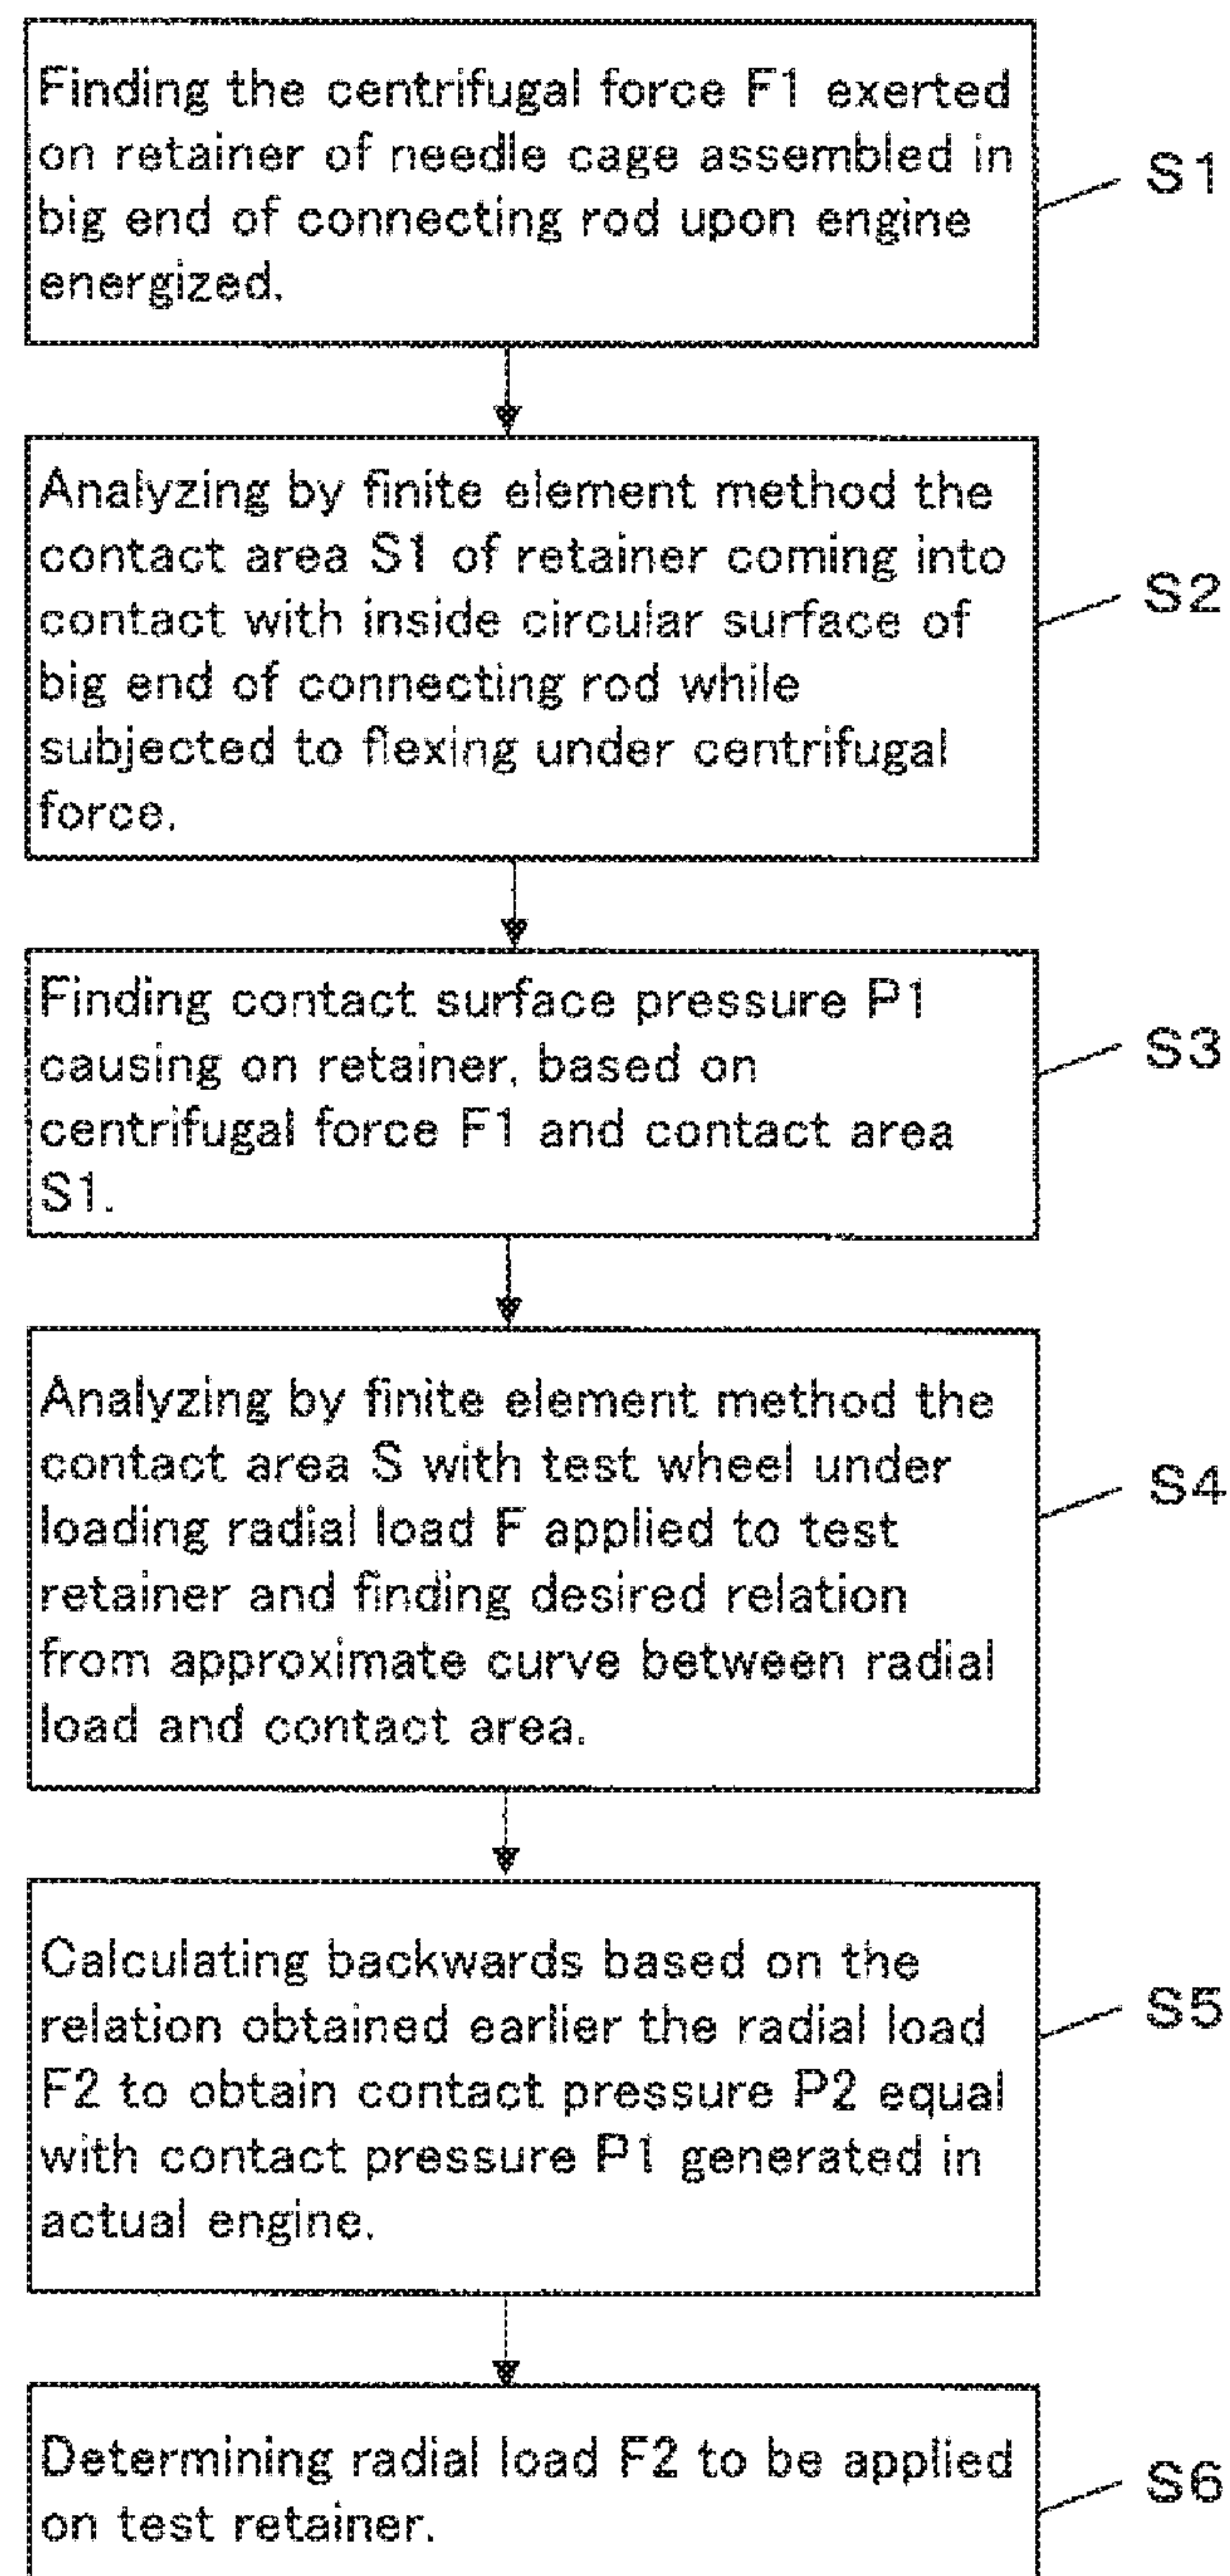 Finding the centrifugal force F1 exerted
on retainer of needle cage assembled in
big end of connecting rod upon engine
energized.
S1
Analyzing by finite element method the
contact area S1 of retainer coming into
contact with inside circular surface of
big end of connecting rod while
subjected to flexing under centrifugal
force.
S2
Finding contact surface pressure P1
causing on retainer, based on
centrifugal force F1 and contact area
S1.
S3
Analyzing by finite element method the
contact area S with test wheel under
loading radial load F applied to test
retainer and finding desired relation
from approximate curve between radial
load and contact area.
S4
Calculating backwards based on the
relation obtained earlier the radial load
F2 to obtain contact pressure P2 equal
with contact pressure P1 generated in
actual engine.
S5
Determining radial load F2 to be applied
on test retainer.
S6